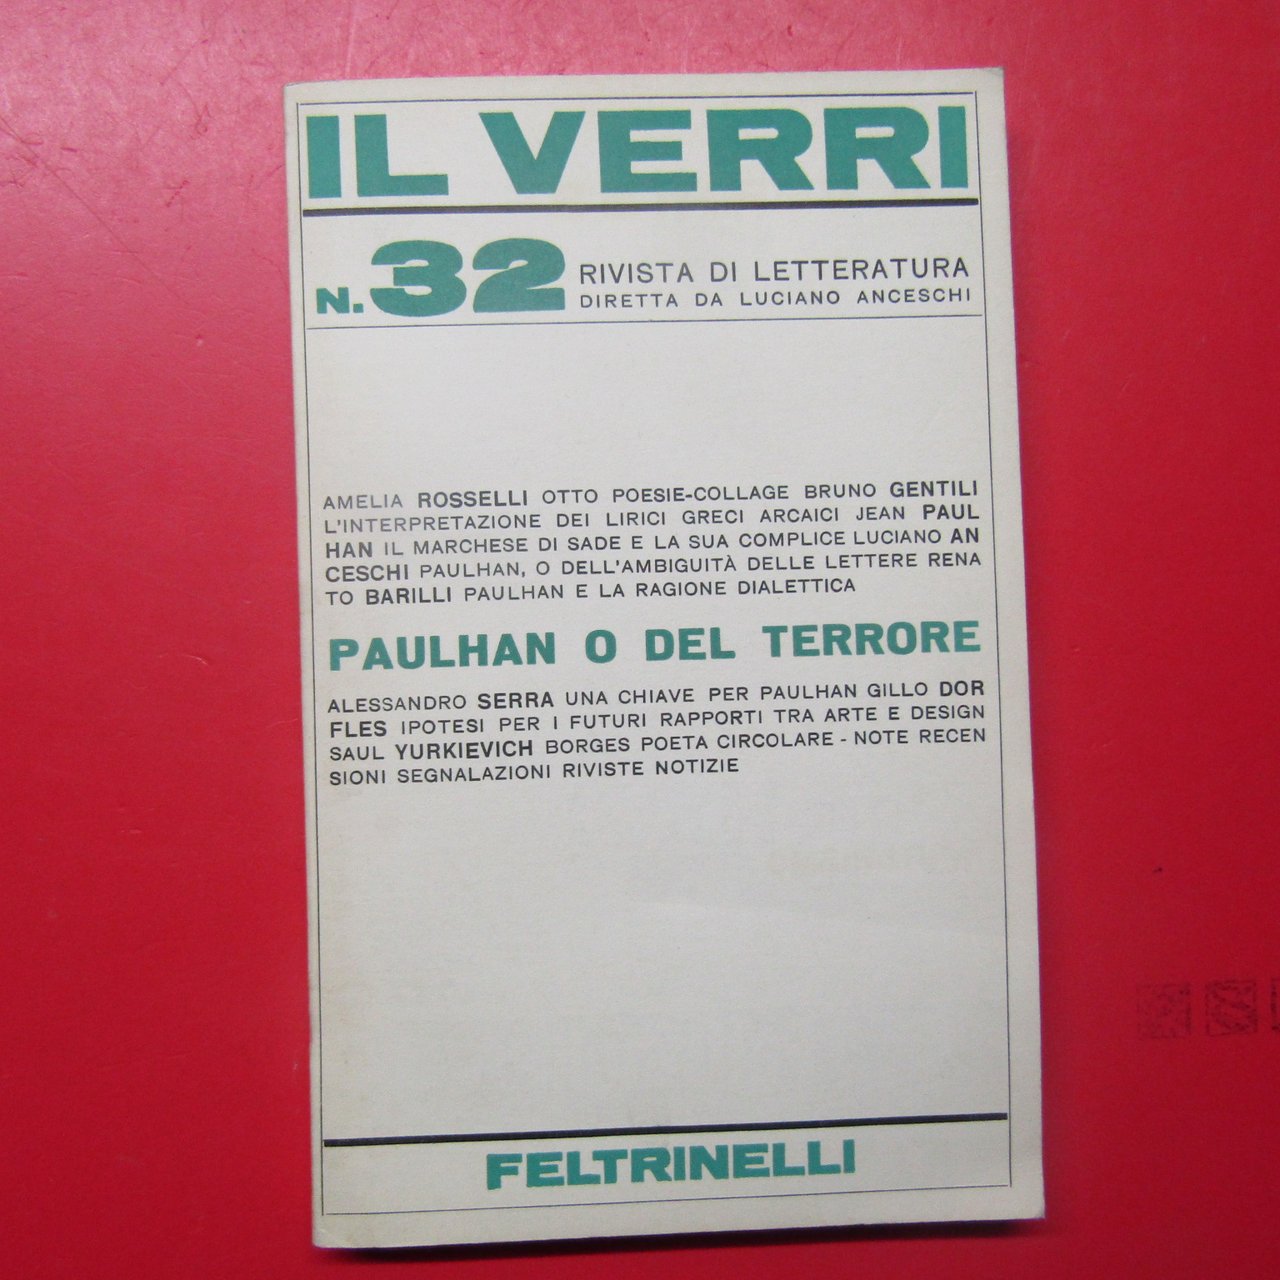 IL VERRI
N. 32
RIVISTA DI LETTERATURA
DIRETTA DA LUCIANO ANCESCHI
AMELIA ROSSELLI OTTO POESIE-COLLAGE BRUNO GENTILI
L'INTERPRETAZIONE DEI LIRICI GRECI ARCAICI JEAN PAUL
HAN IL MARCHESE DI SADE E LA SUA COMPLICE LUCIANO AN
CESCHI PAULHAN, O DELL'AMBIGUITÀ DELLE LETTERE RENA
TO BARILLI PAULHAN E LA RAGIONE DIALETTICA
PAULHAN O DEL TERRORE
ALESSANDRO SERRA UNA CHIAVE PER PAULHAN GILLO DOR
FLES IPOTESI PER I FUTURI RAPPORTI TRA ARTE E DESIGN
SAUL YURKIEVICH BORGES POETA CIRCOLARE - NOTE RECEN
SIONI SEGNALAZIONI RIVISTE NOTIZIE
FELTRINELLI